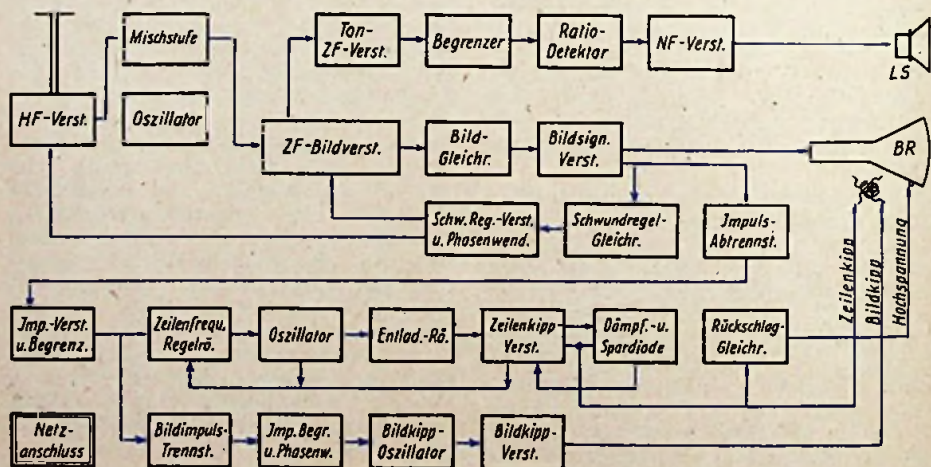 Mischstufe
Ton-
ZF-Verst.
Begrenzer
Ratio-
Detektor
NF-Verst.
LS
HF-Verst.
Oszillator
ZF-Bildverst.
Bild-
Gleichr.
Bildsign.
Verst.
BR
Schw. Reg.-Verst.
u. Phasenwend.
Schwundregel-
Gleichr.
Jmpuls-
Abtrennst.
Zeilenkipp
Bildkipp
Hochspannung
Jmp.-Verst.
u. Begrenz.
Zeilenfrequ.
Regelrö.
Oszillator
Entlad.-Rö.
Zeilenkipp
Verst.
Dämpf.-u.
Spardiode
Rückschlag-
Gleichr.
Netz-
anschluss
Bildimpuls-
Trennst.
Jmp. Begr.
u. Phasenw.
Bildkipp-
Oszillator
Bildkipp-
Verst.